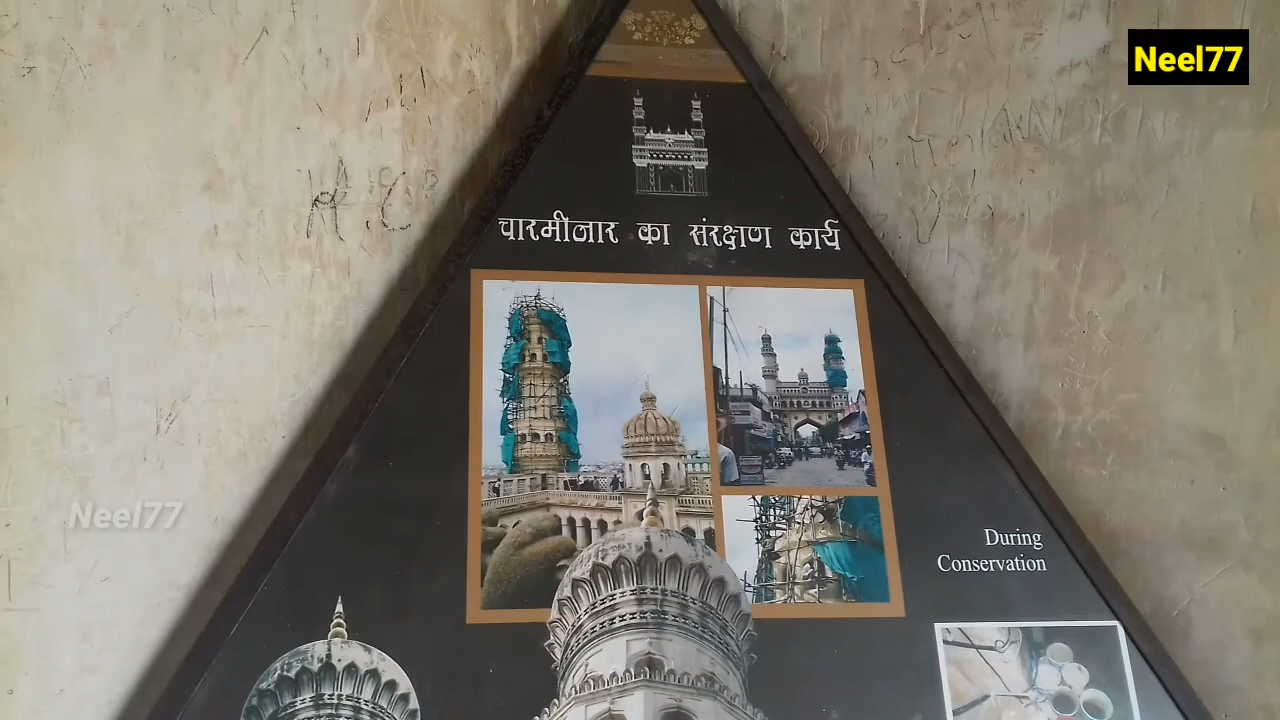 Neel77
चारमीनार का संरक्षण कार्य
H.C
During
Conservation
Neel77